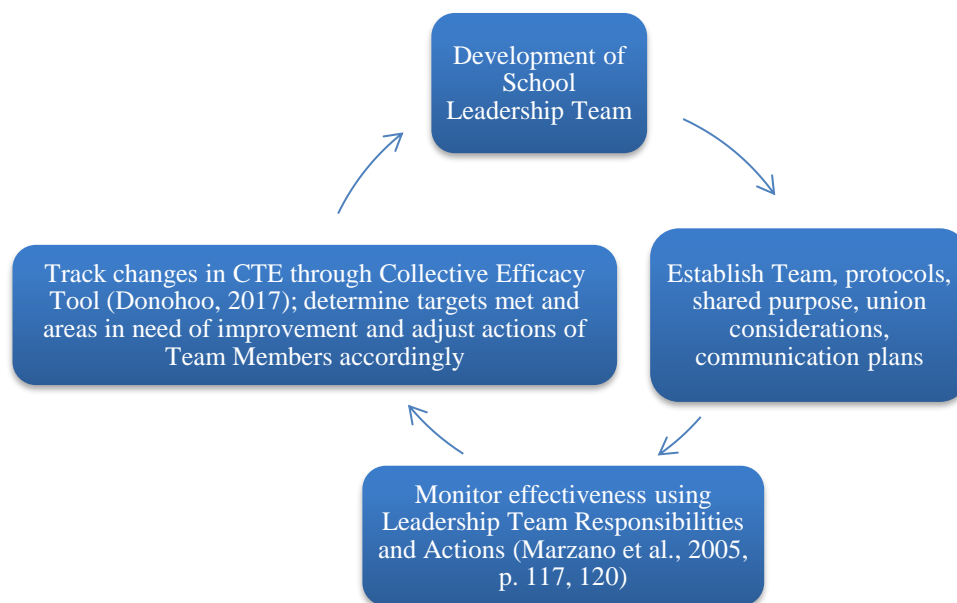 Development of
School
Leadership Team
Establish Team, protocols,
shared purpose, union
considerations,
communication plans
Monitor effectiveness using
Leadership Team Responsibilities
and Actions (Marzano et al., 2005,
p. 117, 120)
Track changes in CTE through Collective Efficacy
Tool (Donohoo, 2017); determine targets met and
areas in need of improvement and adjust actions of
Team Members accordingly